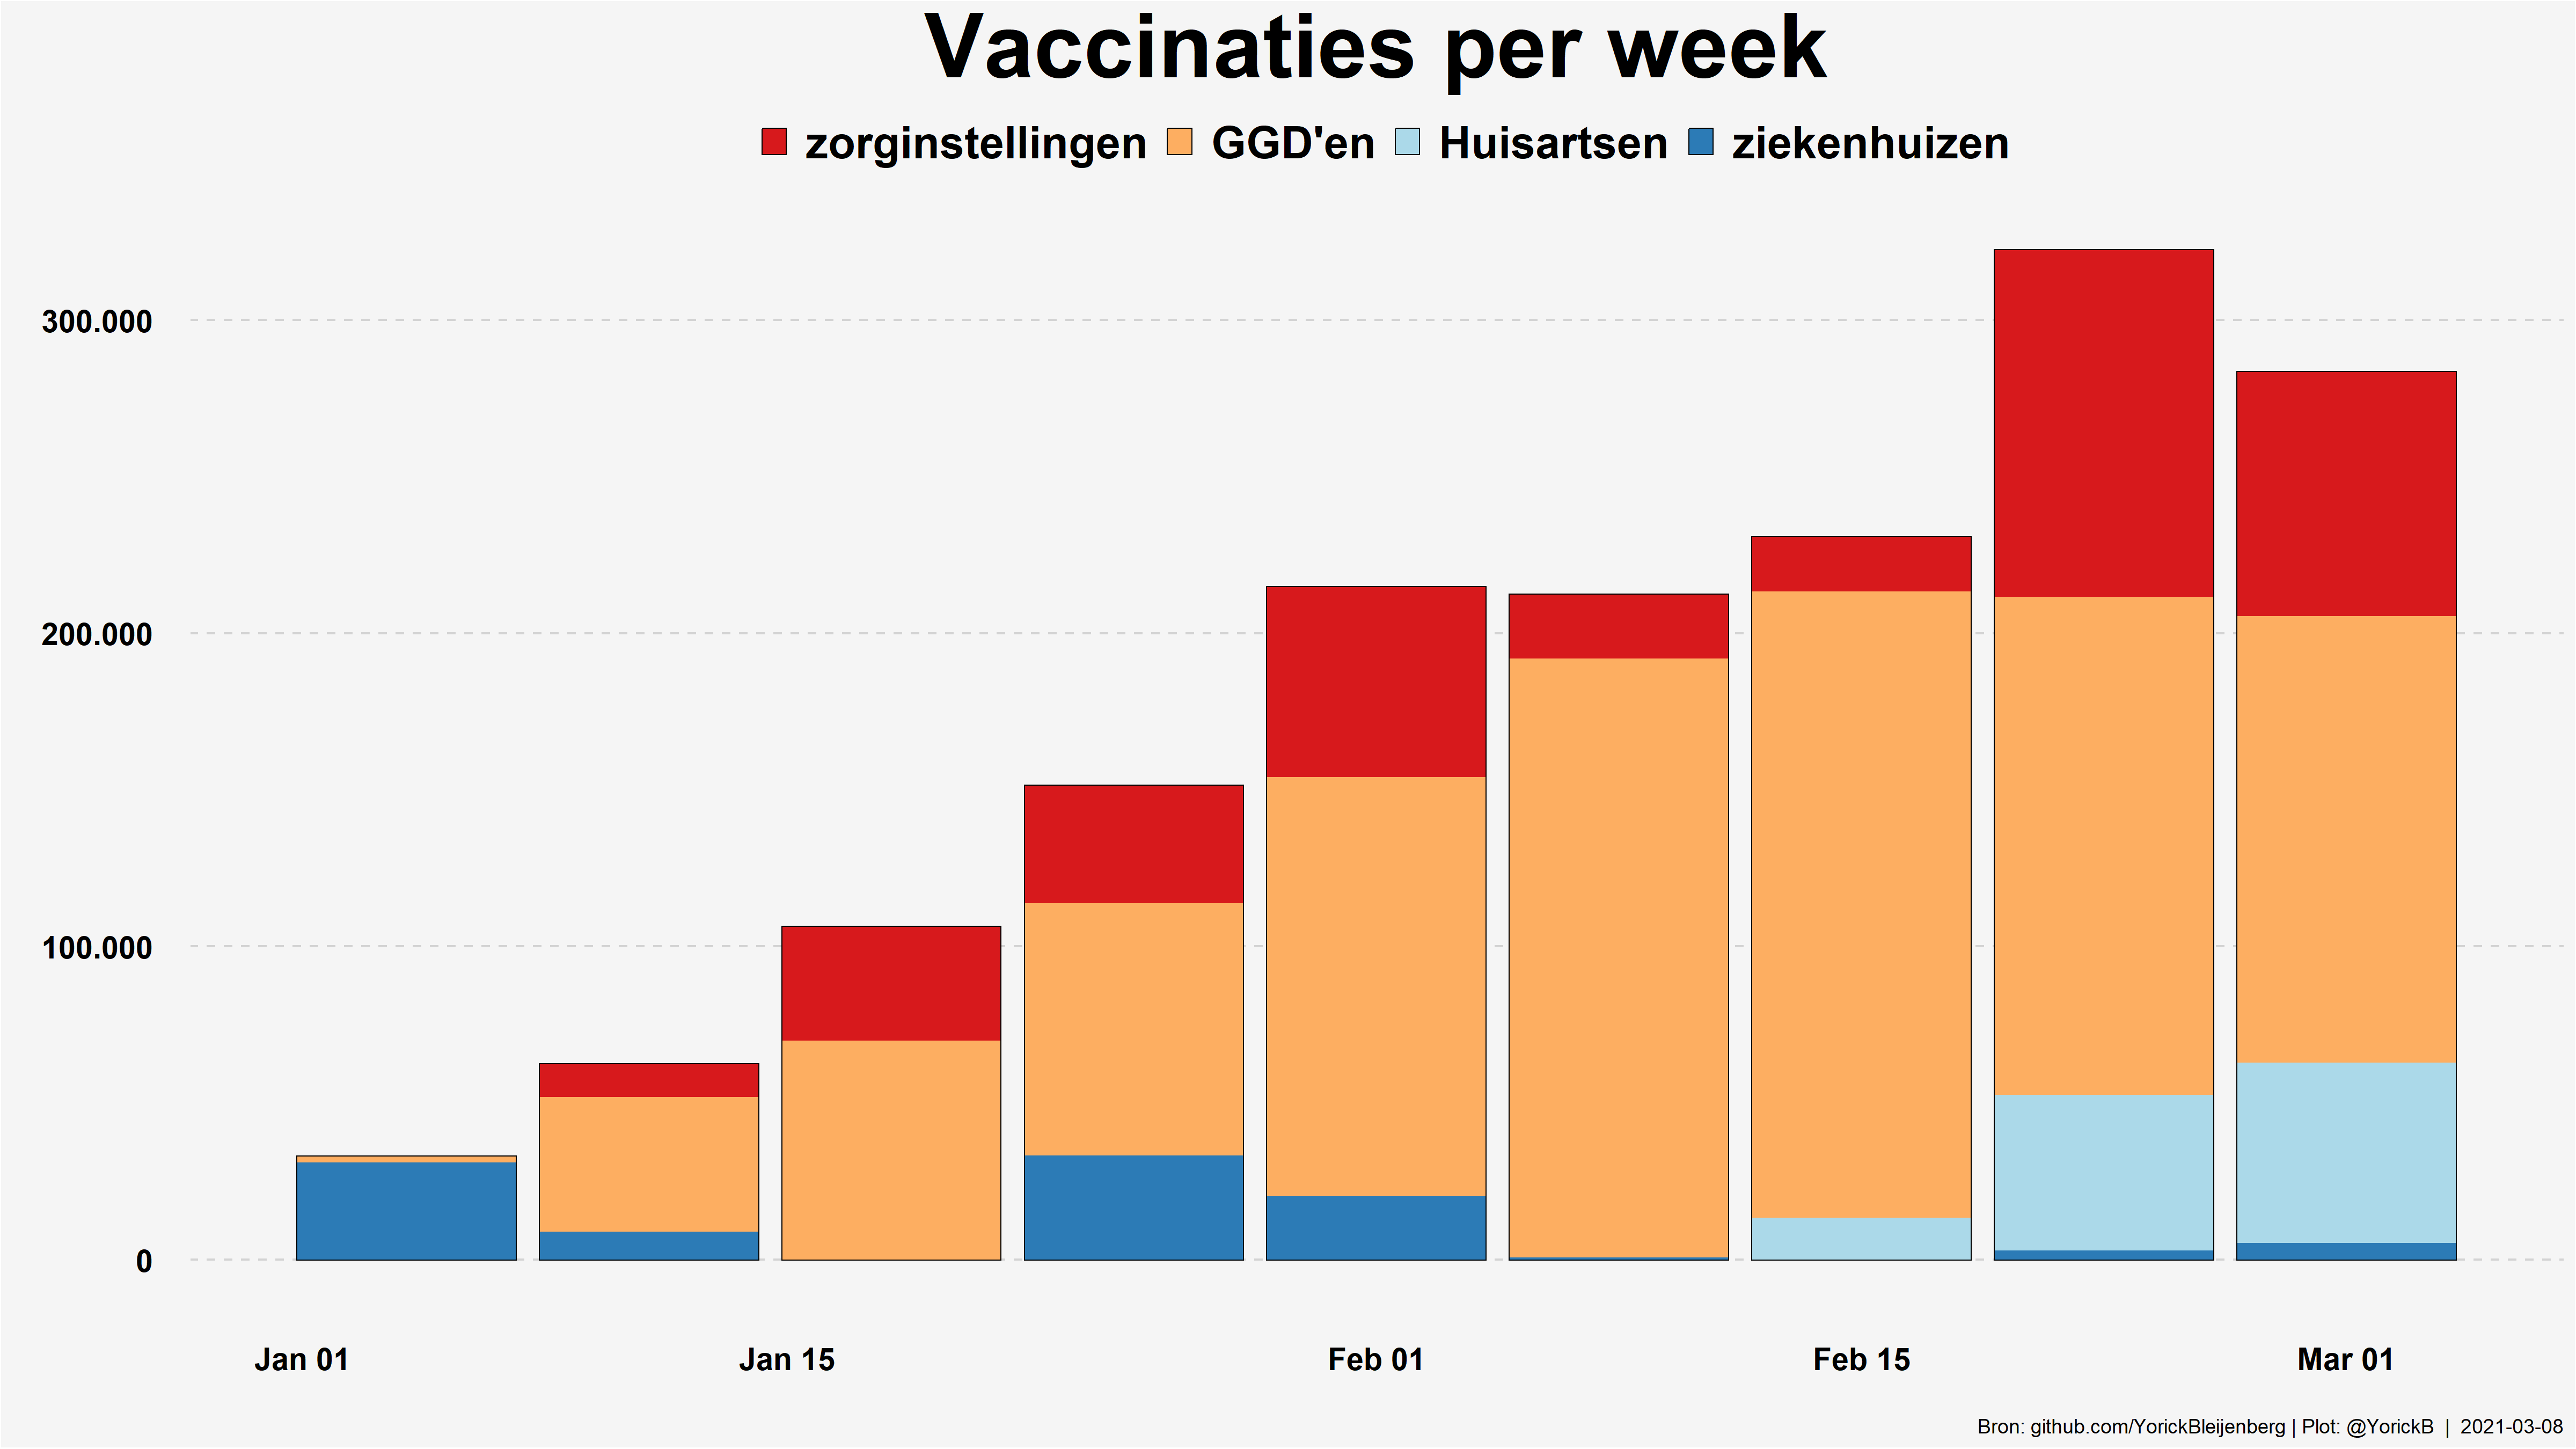 Vaccinaties per week
zorginstellingen GGD'en Huisartsen ziekenhuizen
300.000
200.000
100.000
0
Jan 01 Jan 15 Feb 01 Feb 15 Mar 01
Bron: github.com/YorickBleijenberg | Plot: @YorickB | 2021-03-08